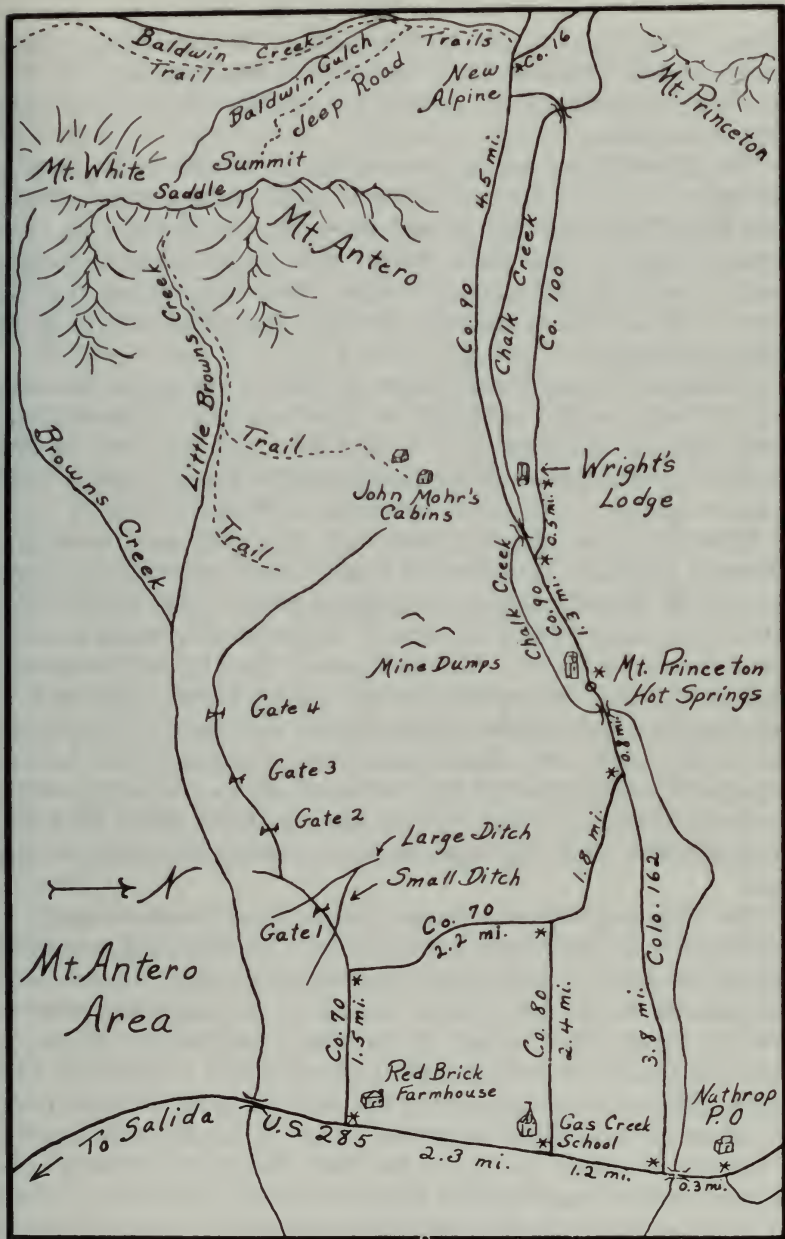 Baldwin Creek
Trail
Trails
Co. 16
New
Alpine
Mt. Princeton
Baldwin Gulch
Jeep Road
Mt. White
Summit
Saddle
Mt. Antero
4.5 mi.
Co. 90
Chalk Creek
Co. 100
Little Browns Creek
Browns Creek
Trail
Trail
John Mohr's
Cabins
Wright's
Lodge
0.5 mi.
Chalk Creek
Co. 90
1.3 mi.
Mine Dumps
Mt. Princeton
Hot Springs
0.8 mi.
Gate 4
Gate 3
Gate 2
Large Ditch
Small Ditch
Gate 1
N
Mt. Antero
Area
1.8 mi.
Colo. 162
3.8 mi.
Co. 70
2.2 mi.
Co. 70
1.5 mi.
Co. 80
2.4 mi.
Red Brick
Farmhouse
Gas Creek
School
Nathrop
P.O
To Salida
U.S. 285
2.3 mi.
1.2 mi.
0.3 mi.